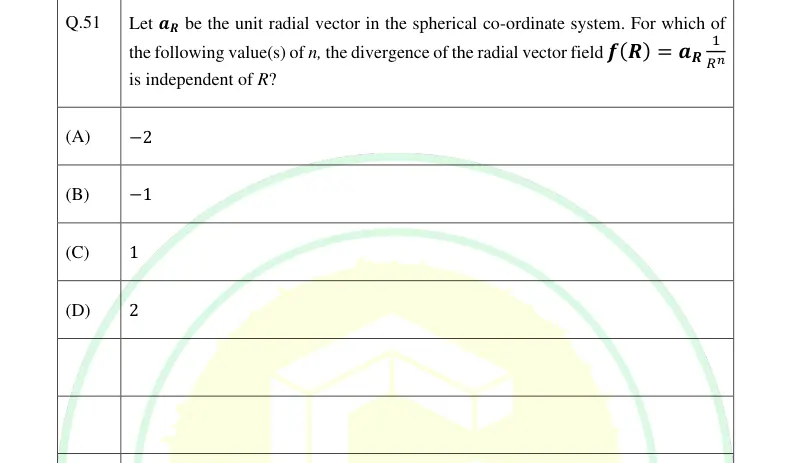 Q.51 Let 𝒂_𝑹 be the unit radial vector in the spherical co-ordinate system. For which of
the following value(s) of n, the divergence of the radial vector field 𝒇(𝑹) = 𝒂_𝑹 1/Rⁿ
is independent of R?
(A) −2
(B) −1
(C) 1
(D) 2